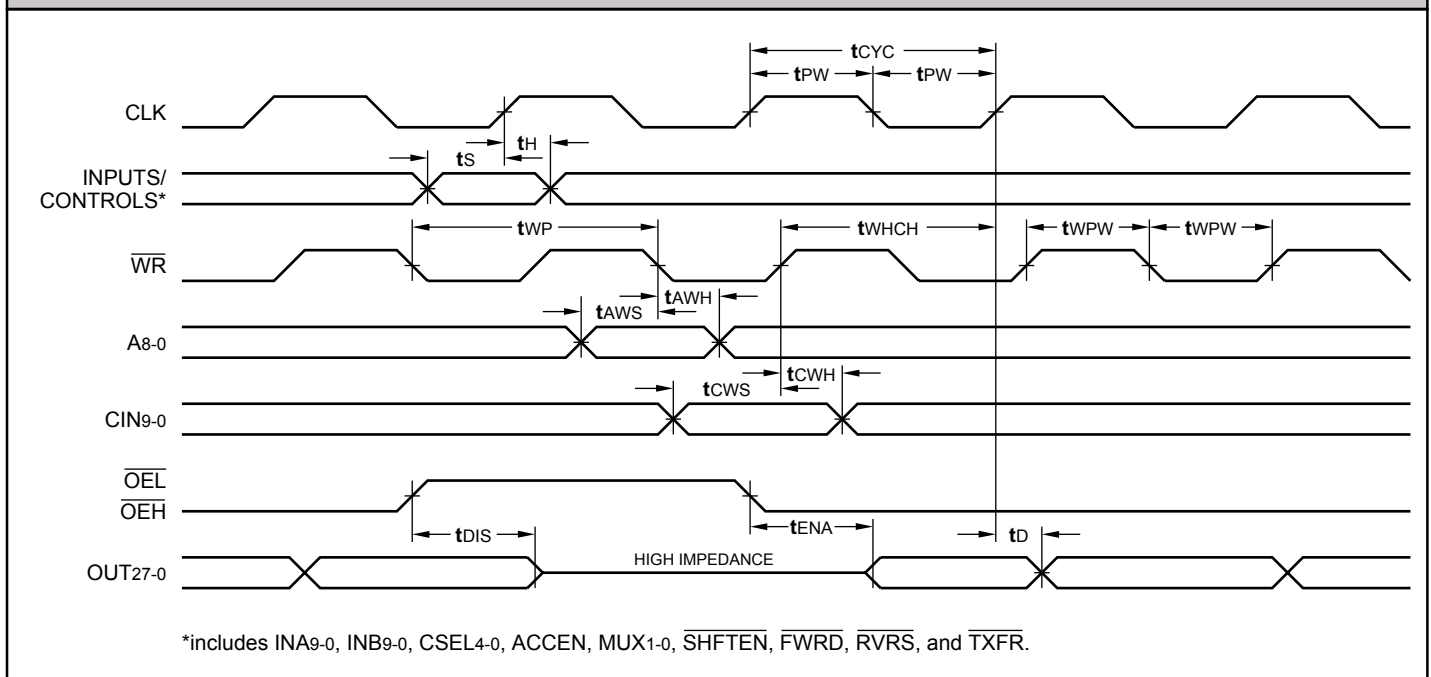 tCYC
tPW tPW
CLK
tS tH
INPUTS/
CONTROLS*
tWP tWHCH tWPW tWPW
WR
tAWS tAWH
A8-0
tCWS tCWH
CIN9-0
OEL
OEH
tDIS tENA tD
HIGH IMPEDANCE
OUT27-0
*includes INA9-0, INB9-0, CSEL4-0, ACCEN, MUX1-0, SHFTEN, FWRD, RVRS, and TXFR.